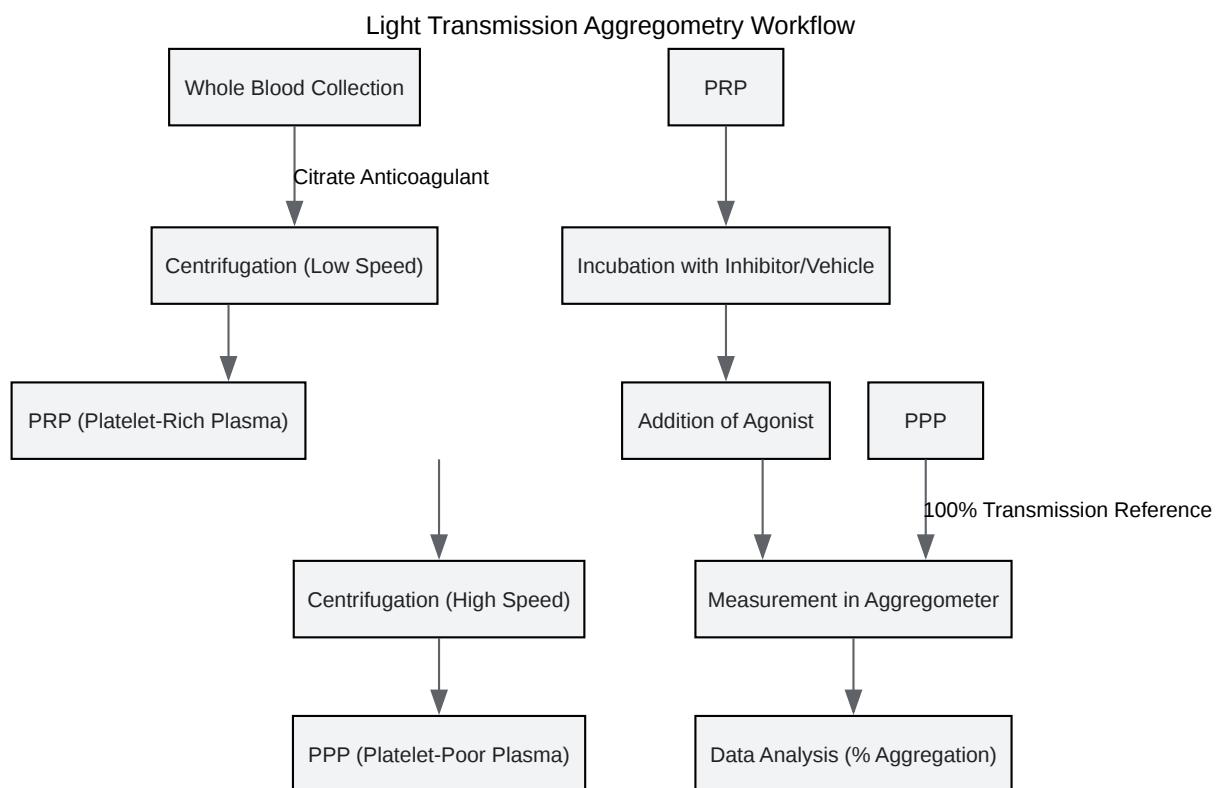 Light Transmission Aggregometry Workflow
Whole Blood Collection
PRP
Citrate Anticoagulant
Centrifugation (Low Speed)
Incubation with Inhibitor/Vehicle
PRP (Platelet-Rich Plasma)
Addition of Agonist
PPP
100% Transmission Reference
Centrifugation (High Speed)
Measurement in Aggregometer
PPP (Platelet-Poor Plasma)
Data Analysis (% Aggregation)